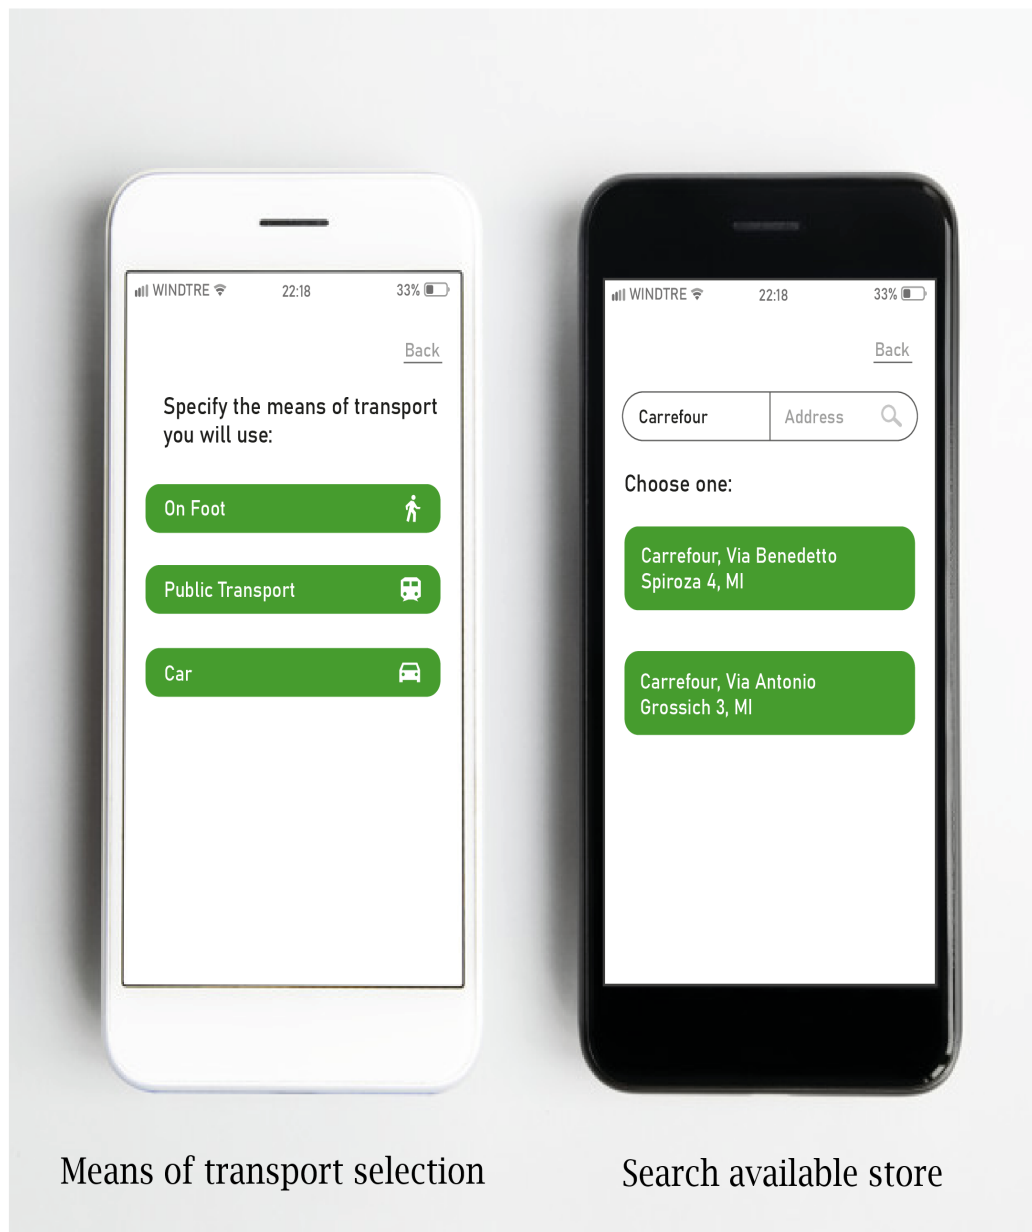 WINDTRE 22:18 33%
Back
Specify the means of transport
you will use:
On Foot
Public Transport
Car
Means of transport selection
WINDTRE 22:18 33%
Back
Carrefour Address
Choose one:
Carrefour, Via Benedetto
Spiroza 4, MI
Carrefour, Via Antonio
Grossich 3, MI
Search available store